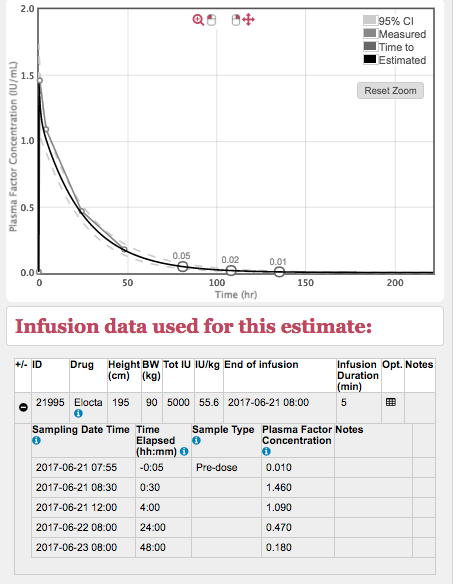 2.0
1.5
1.0
0.5
0.0
Plasma Factor Concentration (IU/mL)
95% CI
Measured
Time to
Estimated
Reset Zoom
0.05
0.02
0.01
0
50
100
150
200
Time (hr)
Infusion data used for this estimate:
+/- ID Drug Height (cm) BW (kg) Tot IU IU/kg End of infusion Infusion Duration (min) Opt. Notes
21995 Elocta 195 90 5000 55.6 2017-06-21 08:00 5
Sampling Date Time Time Elapsed (hh:mm) Sample Type Plasma Factor Concentration Notes
2017-06-21 07:55 -0:05 Pre-dose 0.010
2017-06-21 08:30 0:30 1.460
2017-06-21 12:00 4:00 1.090
2017-06-22 08:00 24:00 0.470
2017-06-23 08:00 48:00 0.180